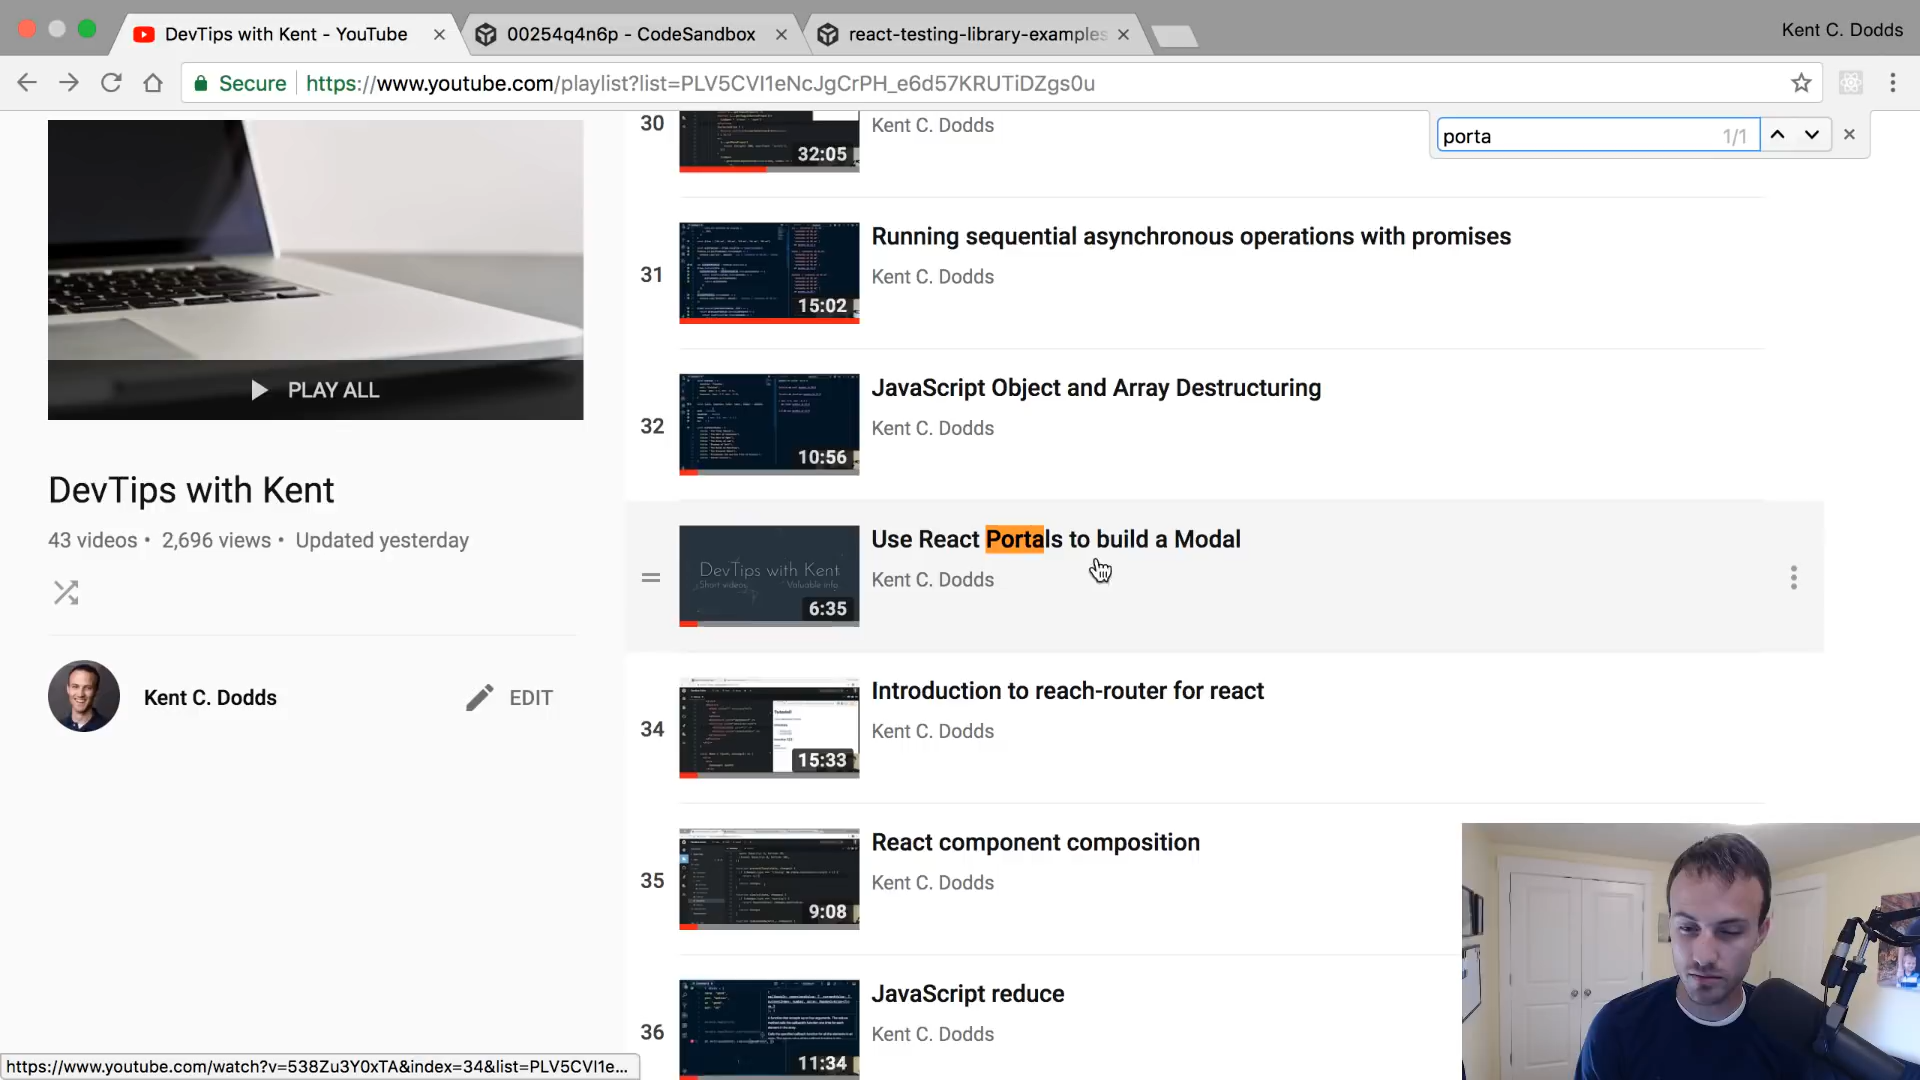 DevTips with Kent - YouTube
00254q4n6p - CodeSandbox
react-testing-library-examples
Kent C. Dodds
Secure
https://www.youtube.com/playlist?list=PLV5CVI1eNcJgCrPH_e6d57KRUTiDZgs0u
porta
1/1
30
32:05
Kent C. Dodds
31
15:02
Running sequential asynchronous operations with promises
Kent C. Dodds
32
10:56
JavaScript Object and Array Destructuring
Kent C. Dodds
DevTips with Kent
Short videos
Valuable info
6:35
Use React Portals to build a Modal
Kent C. Dodds
34
15:33
Introduction to reach-router for react
Kent C. Dodds
35
9:08
React component composition
Kent C. Dodds
36
11:34
JavaScript reduce
Kent C. Dodds
PLAY ALL
DevTips with Kent
43 videos • 2,696 views • Updated yesterday
Kent C. Dodds
EDIT
https://www.youtube.com/watch?v=538Zu3Y0xTA&index=34&list=PLV5CVI1e...